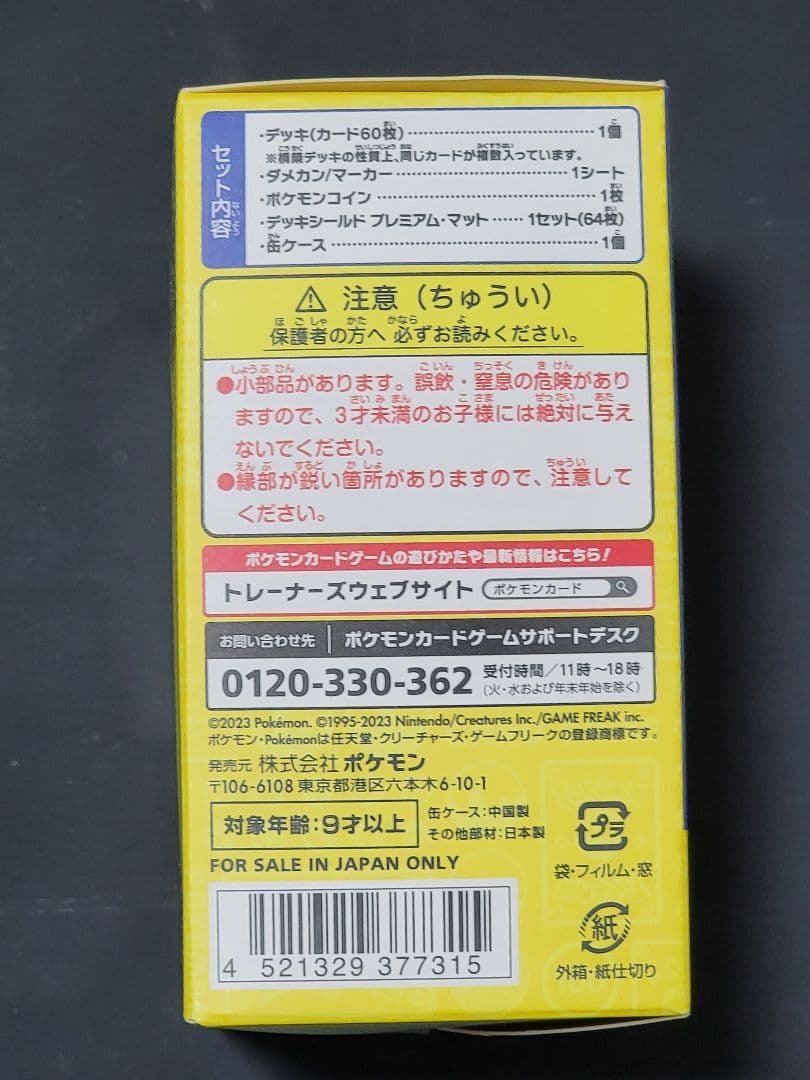 セット内容
・デッキ(カード60枚) 1個
※構築デッキの性質上、同じカードが複数入っています。
・ダメカン/マーカー 1シート
・ポケモンコイン 1枚
・デッキシールド プレミアム・マット 1セット(64枚)
・缶ケース 1個
⚠ 注意(ちゅうい)
保護者の方へ 必ずお読みください。
●小部品があります。誤飲・窒息の危険があり
ますので、3才未満のお子様には絶対に与え
ないでください。
●縁部が鋭い箇所がありますので、注意して
ください。
ポケモンカードゲームの遊びかたや最新情報はこちら!
トレーナーズウェブサイト ポケモンカード
お問い合わせ先 ポケモンカードゲームサポートデスク
0120-330-362 受付時間/11時~18時
(火・水および年末年始を除く)
©2023 Pokémon. ©1995-2023 Nintendo/Creatures Inc./GAME FREAK inc.
ポケモン・Pokémonは任天堂・クリーチャーズ・ゲームフリークの登録商標です。
発売元 株式会社 ポケモン
〒106-6108 東京都港区六本木6-10-1
対象年齢:9才以上
缶ケース:中国製
その他部材:日本製
FOR SALE IN JAPAN ONLY
プラ
袋・フィルム・窓
紙
外箱・紙仕切り
4 521329 377315